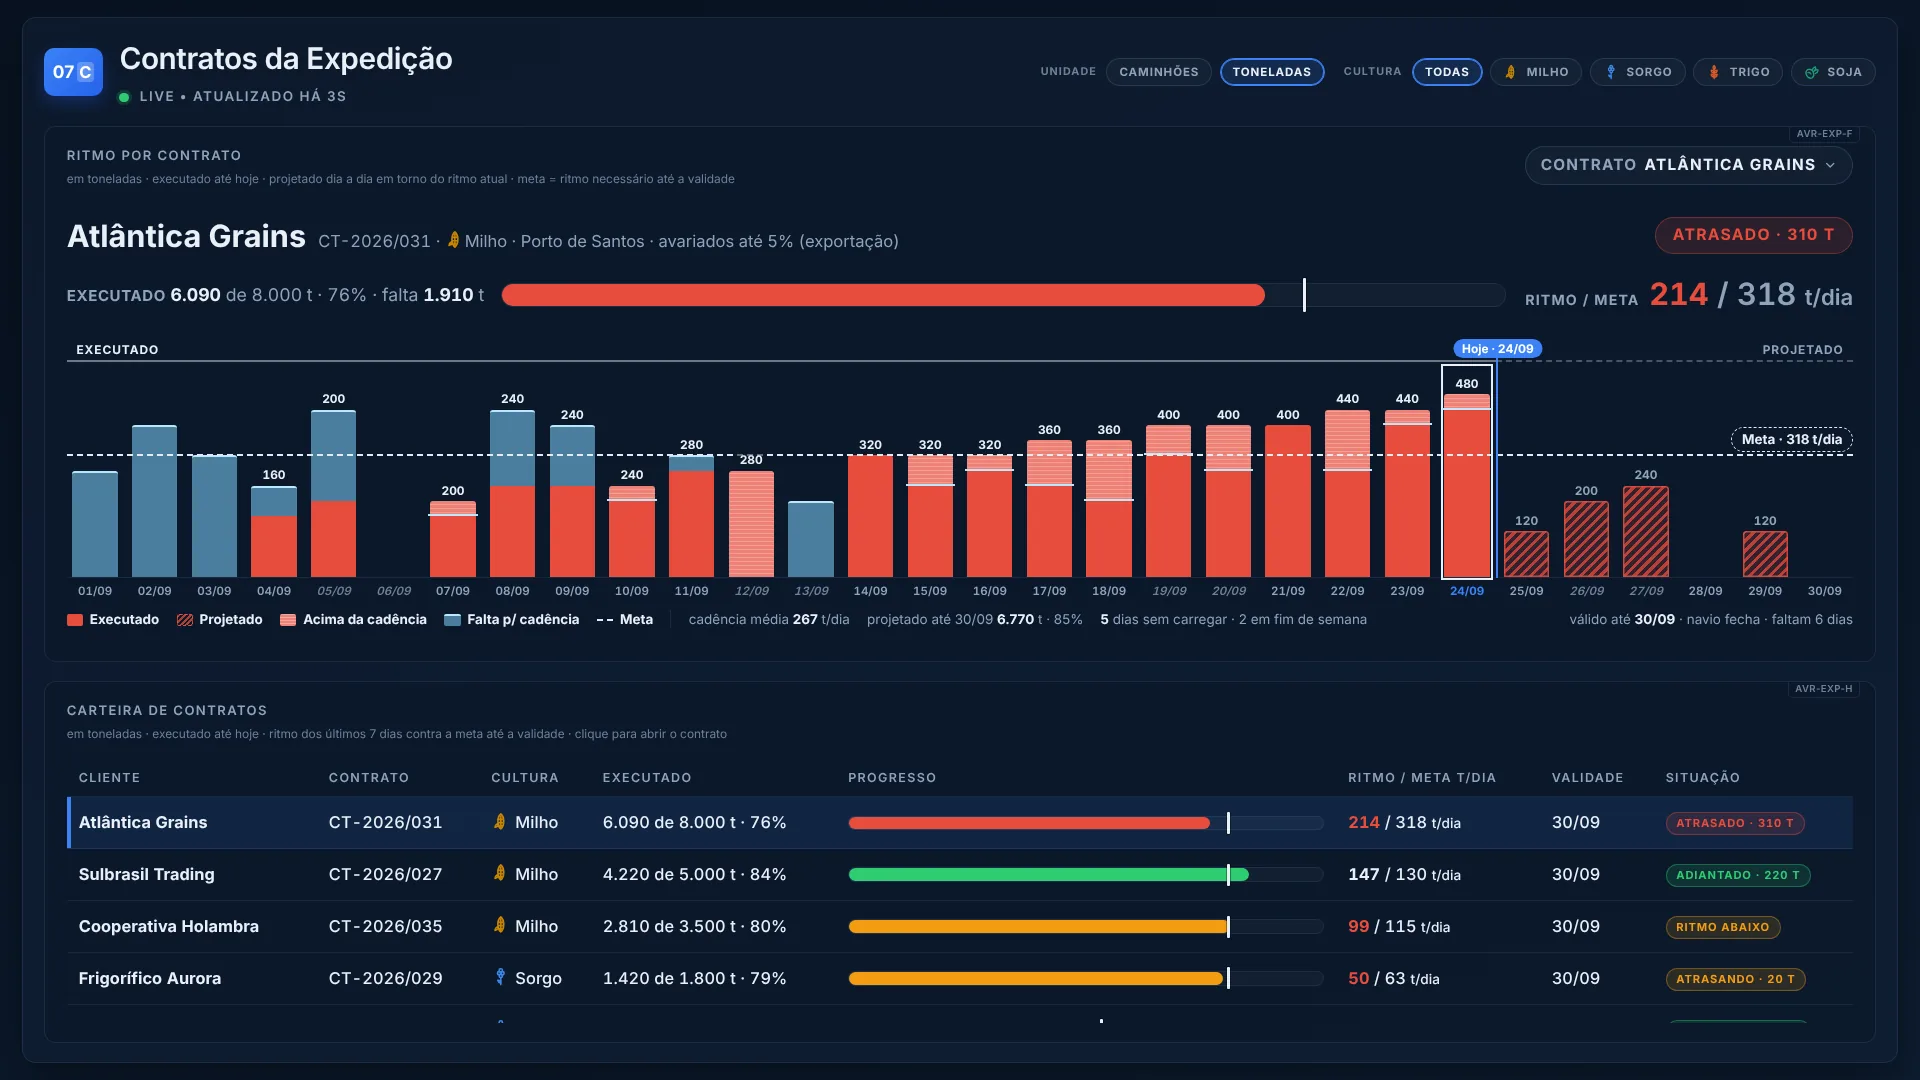 07 C
Contratos da Expedição
LIVE • ATUALIZADO HÁ 3S
UNIDADE CAMINHÕES TONELADAS CULTURA TODAS MILHO SORGO TRIGO SOJA
AVR-EXP-F
RITMO POR CONTRATO
em toneladas · executado até hoje · projetado dia a dia em torno do ritmo atual · meta = ritmo necessário até a validade
CONTRATO ATLÂNTICA GRAINS
Atlântica Grains CT-2026/031 · Milho · Porto de Santos · avariados até 5% (exportação)
ATRASADO · 310 T
EXECUTADO 6.090 de 8.000 t · 76% · falta 1.910 t
RITMO / META 214 / 318 t/dia
EXECUTADO
Hoje · 24/09
PROJETADO
160 200 200 240 240 240 280 280 320 320 320 360 360 400 400 400 440 440 480 120 200 240 120
Meta · 318 t/dia
01/09 02/09 03/09 04/09 05/09 06/09 07/09 08/09 09/09 10/09 11/09 12/09 13/09 14/09 15/09 16/09 17/09 18/09 19/09 20/09 21/09 22/09 23/09 24/09 25/09 26/09 27/09 28/09 29/09 30/09
Executado Projetado Acima da cadência Falta p/ cadência Meta cadência média 267 t/dia projetado até 30/09 6.770 t · 85% 5 dias sem carregar · 2 em fim de semana válido até 30/09 · navio fecha · faltam 6 dias
AVR-EXP-H
CARTEIRA DE CONTRATOS
em toneladas · executado até hoje · ritmo dos últimos 7 dias contra a meta até a validade · clique para abrir o contrato
CLIENTE CONTRATO CULTURA EXECUTADO PROGRESSO RITMO / META T/DIA VALIDADE SITUAÇÃO
Atlântica Grains CT-2026/031 Milho 6.090 de 8.000 t · 76% 214 / 318 t/dia 30/09 ATRASADO · 310 T
Sulbrasil Trading CT-2026/027 Milho 4.220 de 5.000 t · 84% 147 / 130 t/dia 30/09 ADIANTADO · 220 T
Cooperativa Holambra CT-2026/035 Milho 2.810 de 3.500 t · 80% 99 / 115 t/dia 30/09 RITMO ABAIXO
Frigorífico Aurora CT-2026/029 Sorgo 1.420 de 1.800 t · 79% 50 / 63 t/dia 30/09 ATRASANDO · 20 T